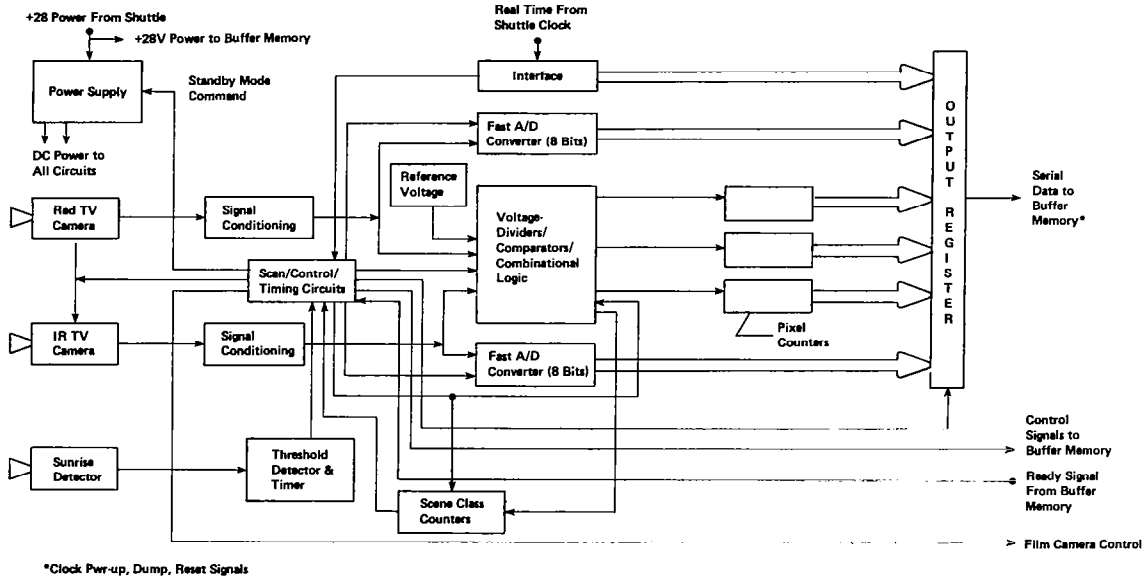 +28 Power From Shuttle
+28V Power to Buffer Memory
Real Time From
Shuttle Clock
Power Supply
Standby Mode
Command
Interface
DC Power to
All Circuits
Fast A/D
Converter (8 Bits)
Reference
Voltage
Red TV
Camera
Signal
Conditioning
Voltage-
Dividers/
Comparators/
Combinational
Logic
OUTPUT REGISTER
Serial
Data to
Buffer
Memory*
Scan/Control/
Timing Circuits
IR TV
Camera
Signal
Conditioning
Pixel
Counters
Fast A/D
Converter (8 Bits)
Control
Signals to
Buffer Memory
Sunrise
Detector
Threshold
Detector &
Timer
Scene Class
Counters
Ready Signal
From Buffer
Memory
Film Camera Control
*Clock Pwr-up, Dump, Reset Signals